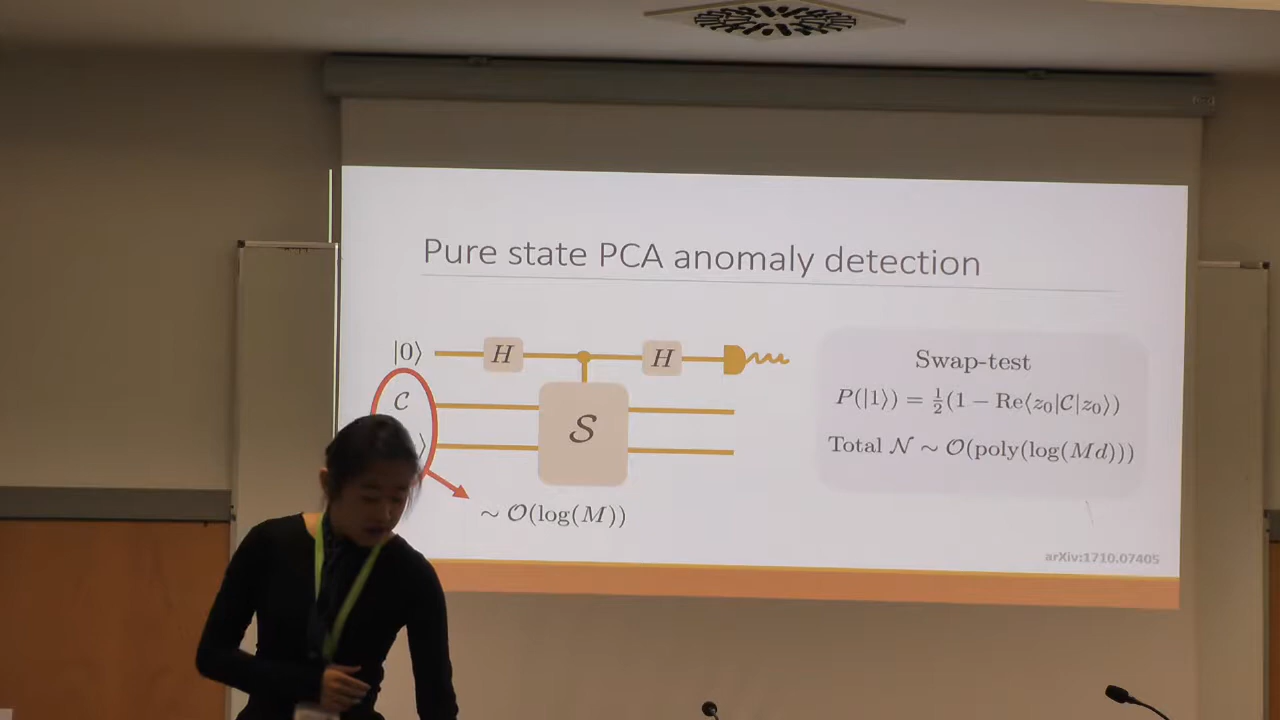 Pure state PCA anomaly detection
|0⟩
H
H
C
S
⟩
∼ O(log(M))
Swap-test
P(|1⟩) = ½(1 − Re⟨z₀|C|z₀⟩)
Total N ∼ O(poly(log(Md)))
arXiv:1710.07405